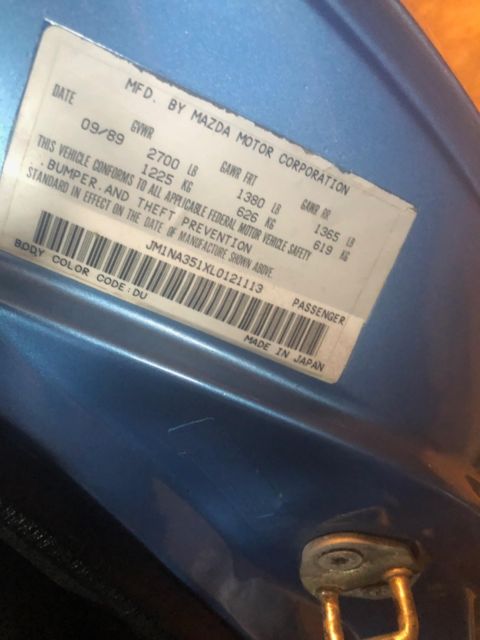 MFD. BY MAZDA MOTOR CORPORATION
DATE GVWR GAWR FRT GAWR RR
09/89 2700 LB 1380 LB 1365 LB
1225 KG 626 KG 619 KG
THIS VEHICLE CONFORMS TO ALL APPLICABLE FEDERAL MOTOR VEHICLE SAFETY
BUMPER, AND THEFT PREVENTION
STANDARD IN EFFECT ON THE DATE OF MANUFACTURE SHOWN ABOVE.
JM1NA351XL0121113 PASSENGER
BODY COLOR CODE:DU MADE IN JAPAN